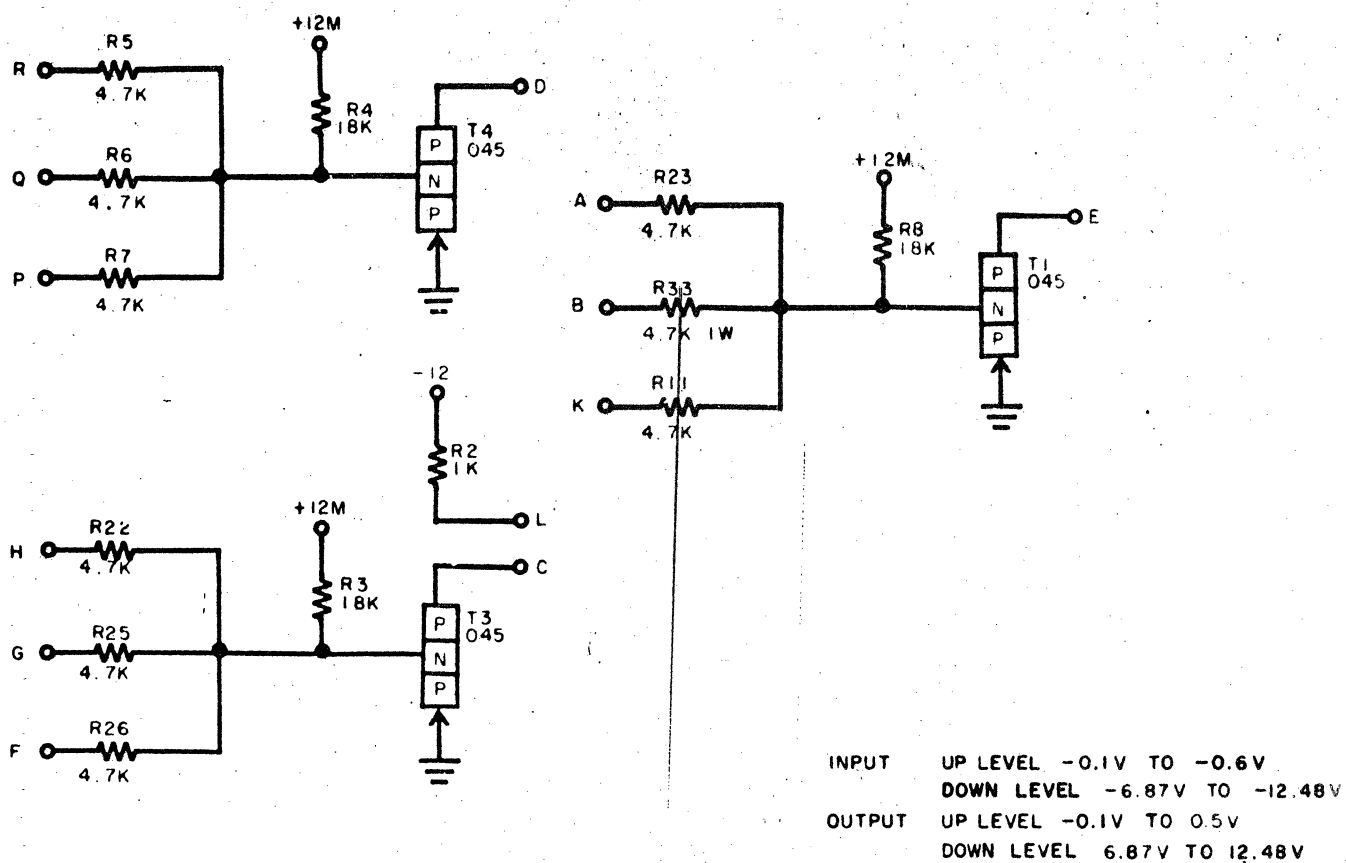 +12M
R5
R
4.7K
R4
18K
D
T4
045
P
N
P
R6
Q
4.7K
R7
P
4.7K
+12M
R23
A
4.7K
R8
18K
E
T1
045
P
N
P
R33
B
4.7K 1W
R11
K
4.7K
-12
R2
1K
L
+12M
R22
H
4.7K
R3
18K
C
T3
045
P
N
P
R25
G
4.7K
R26
F
4.7K
INPUT UP LEVEL -0.1V TO -0.6V
DOWN LEVEL -6.87V TO -12.48V
OUTPUT UP LEVEL -0.1V TO 0.5V
DOWN LEVEL 6.87V TO 12.48V